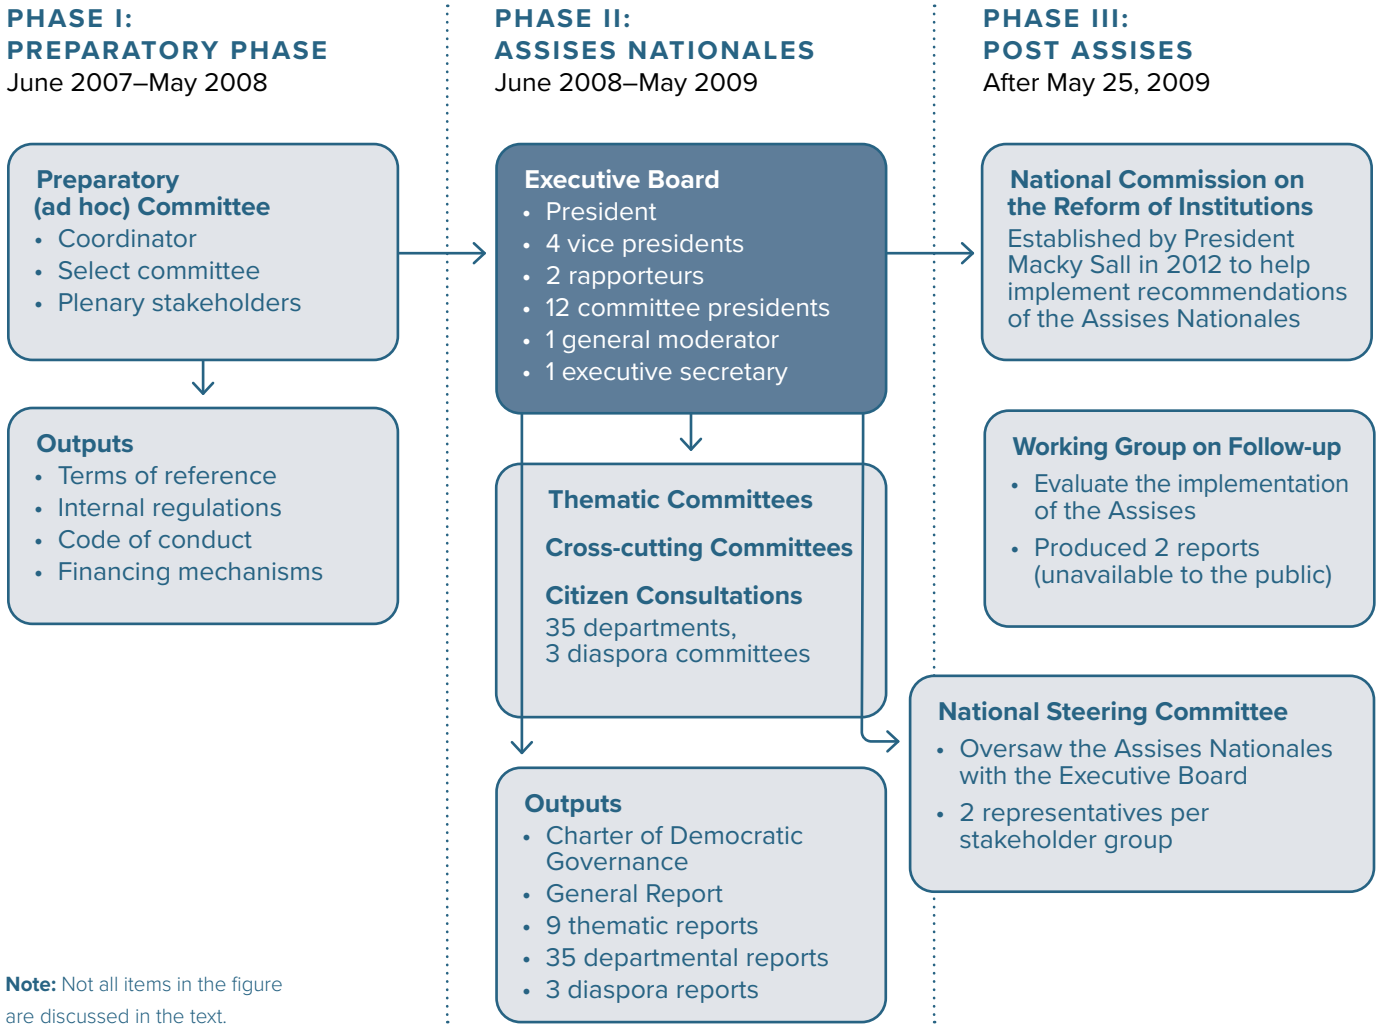 PHASE I:
PREPARATORY PHASE
June 2007–May 2008
Preparatory
(ad hoc) Committee
• Coordinator
• Select committee
• Plenary stakeholders
Outputs
• Terms of reference
• Internal regulations
• Code of conduct
• Financing mechanisms
Note: Not all items in the figure
are discussed in the text.
PHASE II:
ASSISES NATIONALES
June 2008–May 2009
Executive Board
• President
• 4 vice presidents
• 2 rapporteurs
• 12 committee presidents
• 1 general moderator
• 1 executive secretary
Thematic Committees
Cross-cutting Committees
Citizen Consultations
35 departments,
3 diaspora committees
Outputs
• Charter of Democratic
Governance
• General Report
• 9 thematic reports
• 35 departmental reports
• 3 diaspora reports
PHASE III:
POST ASSISES
After May 25, 2009
National Commission on
the Reform of Institutions
Established by President
Macky Sall in 2012 to help
implement recommendations
of the Assises Nationales
Working Group on Follow-up
• Evaluate the implementation
of the Assises
• Produced 2 reports
(unavailable to the public)
National Steering Committee
• Oversaw the Assises Nationales
with the Executive Board
• 2 representatives per
stakeholder group